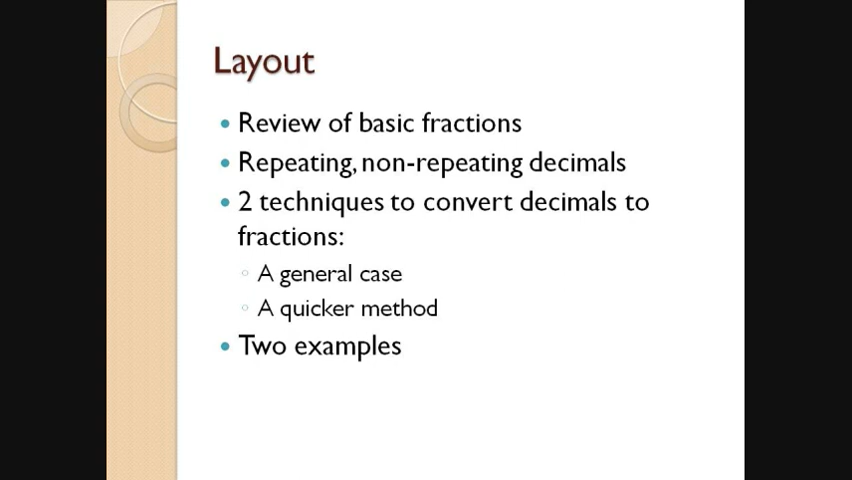 Layout
Review of basic fractions
Repeating, non-repeating decimals
2 techniques to convert decimals to
fractions:
A general case
A quicker method
Two examples